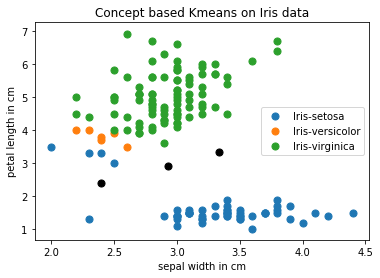 Concept based Kmeans on Iris data
petal length in cm
7
6
5
4
3
2
1
Iris-setosa
Iris-versicolor
Iris-virginica
2.0 2.5 3.0 3.5 4.0 4.5
sepal width in cm